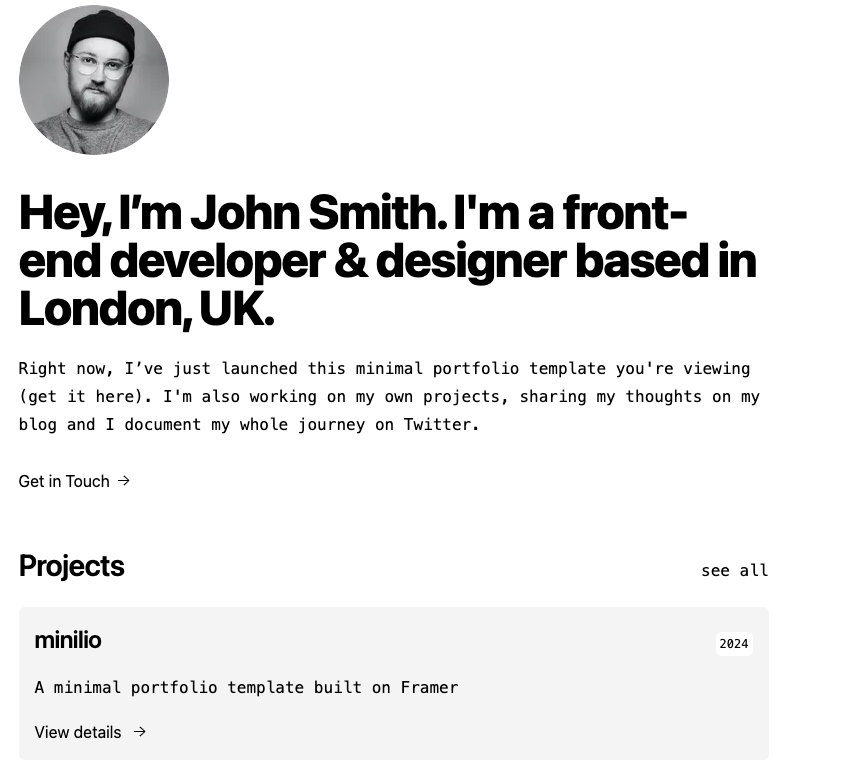 Hey, I’m John Smith. I'm a front-
end developer & designer based in
London, UK.
Right now, I’ve just launched this minimal portfolio template you're viewing
(get it here). I'm also working on my own projects, sharing my thoughts on my
blog and I document my whole journey on Twitter.
Get in Touch →
Projects
see all
minilio
2024
A minimal portfolio template built on Framer
View details →